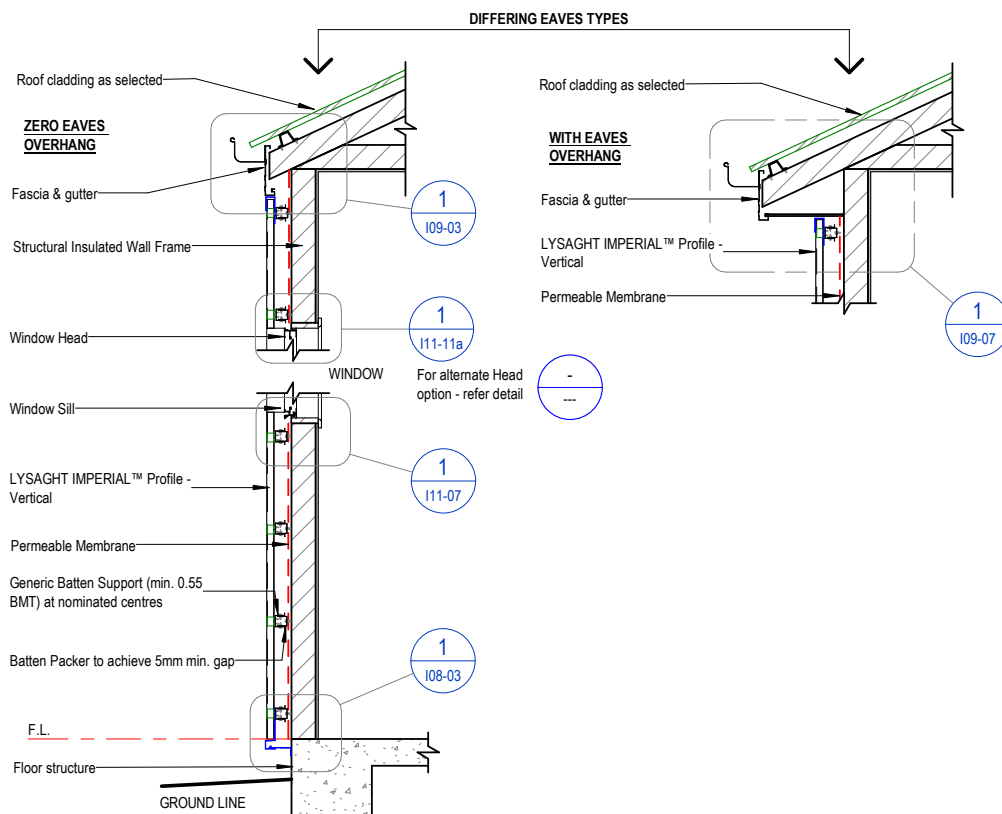 DIFFERING EAVES TYPES
Roof cladding as selected
ZERO EAVES
OVERHANG
Fascia & gutter
1
I09-03
Structural Insulated Wall Frame
Window Head
1
I11-11a
WINDOW
For alternate Head
option - refer detail
-
---
Window Sill
1
I11-07
LYSAGHT IMPERIAL™ Profile -
Vertical
Permeable Membrane
Generic Batten Support (min. 0.55
BMT) at nominated centres
Batten Packer to achieve 5mm min. gap
1
I08-03
F.L.
Floor structure
GROUND LINE
Roof cladding as selected
WITH EAVES
OVERHANG
Fascia & gutter
LYSAGHT IMPERIAL™ Profile -
Vertical
Permeable Membrane
1
I09-07